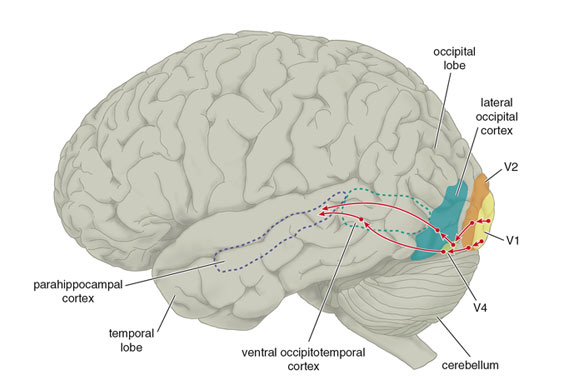 occipital
lobe
lateral
occipital
cortex
V2
V1
V4
parahippocampal
cortex
temporal
lobe
ventral occipitotemporal
cortex
cerebellum